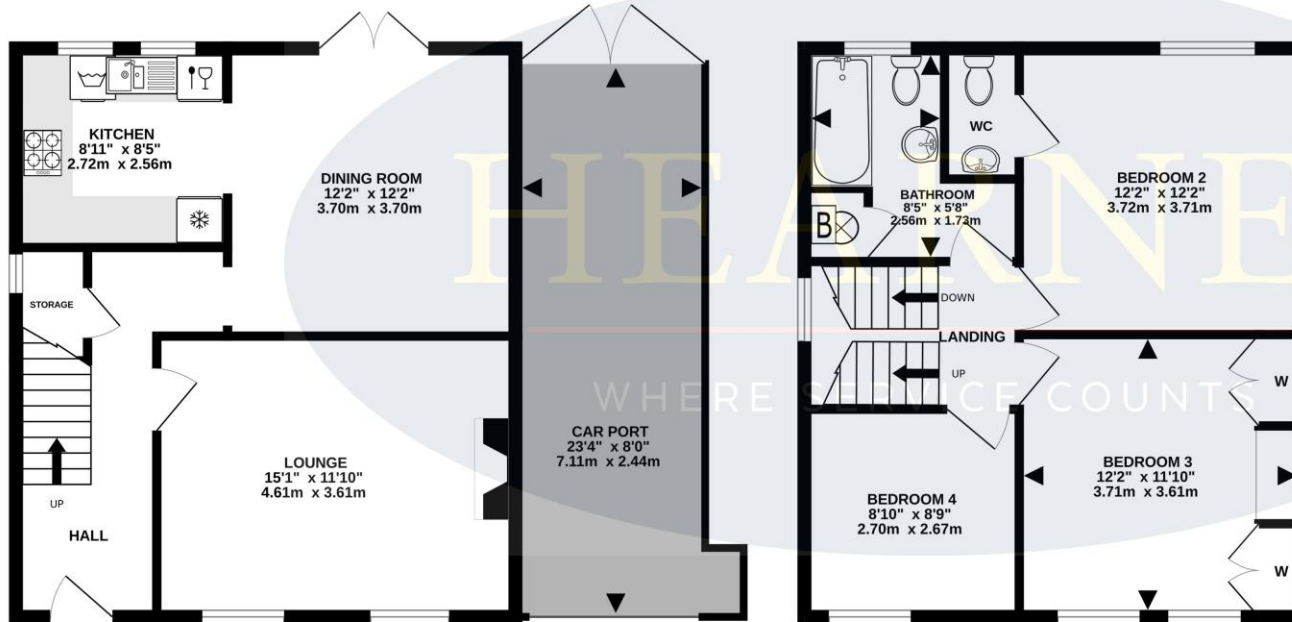 KITCHEN
8'11" x 8'5"
2.72m x 2.56m
DINING ROOM
12'2" x 12'2"
3.70m x 3.70m
STORAGE
LOUNGE
15'1" x 11'10"
4.61m x 3.61m
UP
HALL
CAR PORT
23'4" x 8'0"
7.11m x 2.44m
WC
BATHROOM
8'5" x 5'8"
2.56m x 1.73m
B
BEDROOM 2
12'2" x 12'2"
3.72m x 3.71m
DOWN
LANDING
UP
W
BEDROOM 3
12'2" x 11'10"
3.71m x 3.61m
BEDROOM 4
8'10" x 8'9"
2.70m x 2.67m
W
HEARNE
WHERE SERVICE COUNTS